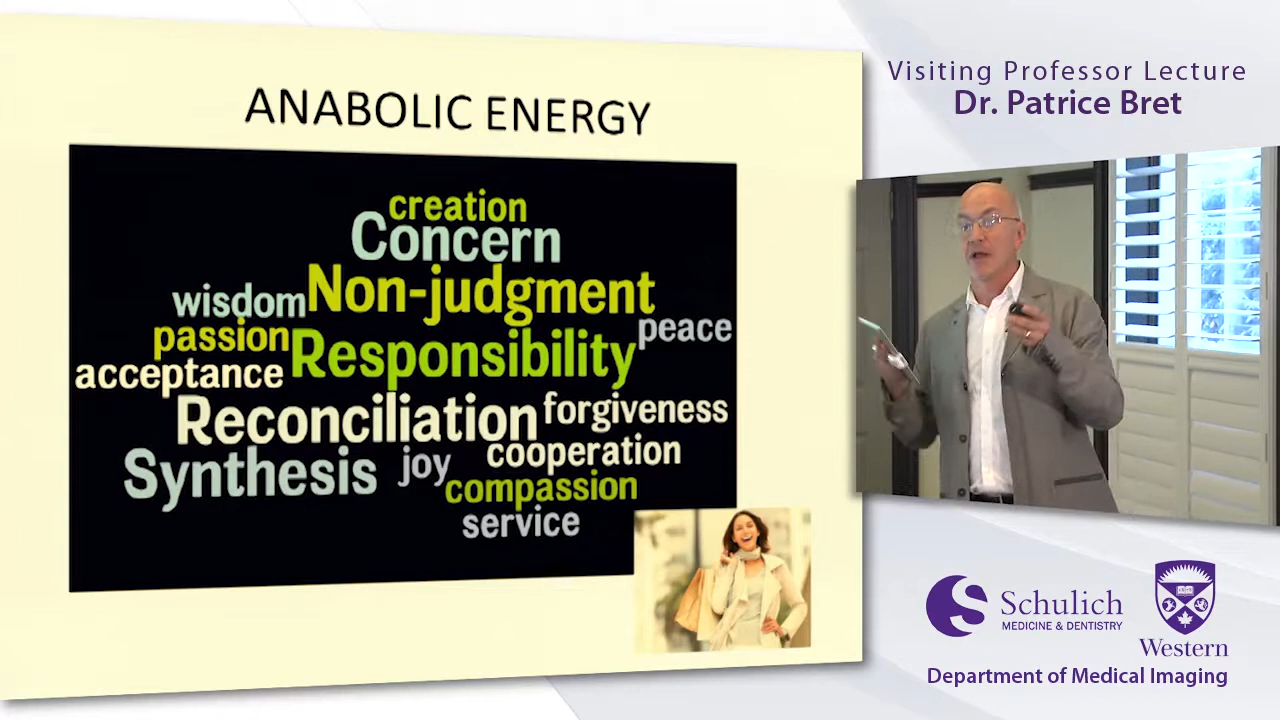 ANABOLIC ENERGY
creation
Concern
wisdom Non-judgment
passion Responsibility peace
acceptance
Reconciliation forgiveness
Synthesis joy cooperation
compassion
service
Visiting Professor Lecture
Dr. Patrice Bret
Schulich
MEDICINE & DENTISTRY
Western
Department of Medical Imaging